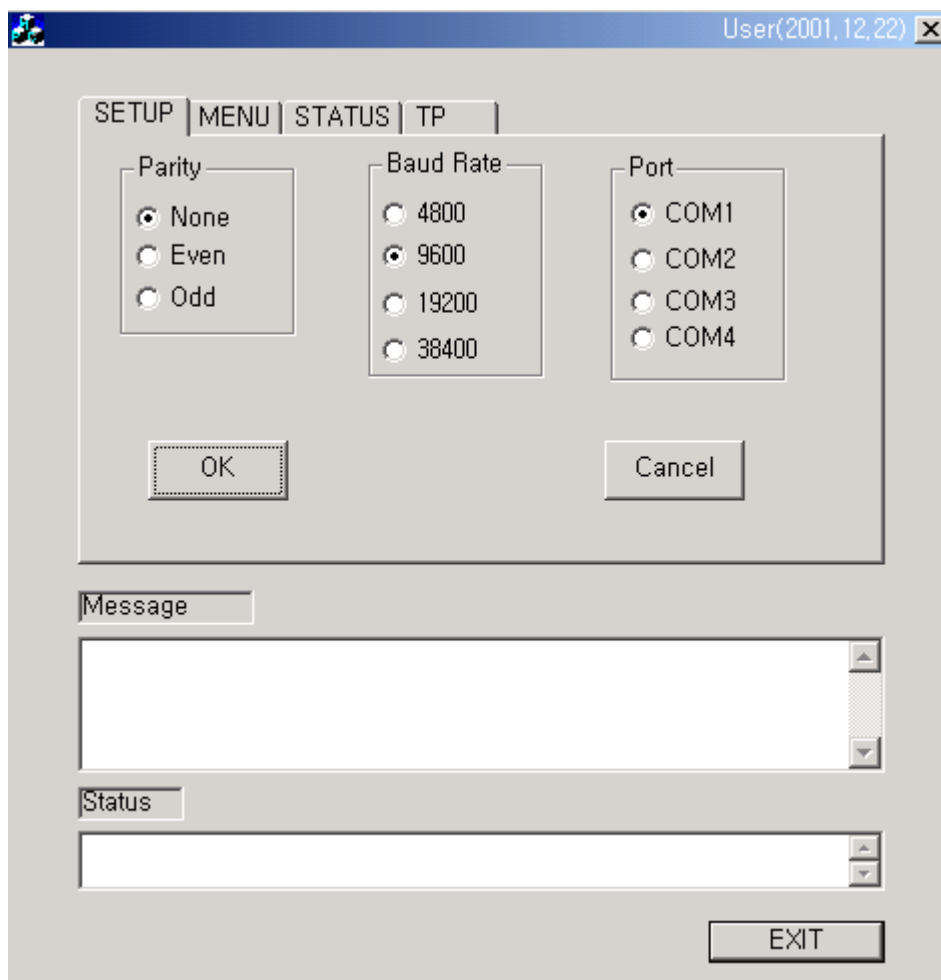 User(2001,12,22)
SETUP MENU STATUS TP
Parity
None
Even
Odd
Baud Rate
4800
9600
19200
38400
Port
COM1
COM2
COM3
COM4
OK
Cancel
Message
Status
EXIT